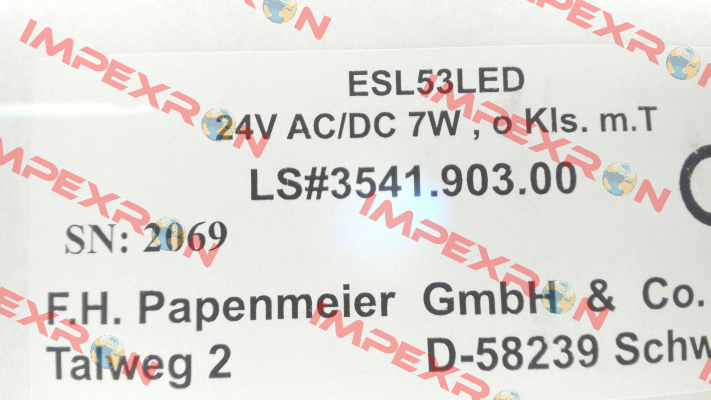 ESL53LED
24V AC/DC 7W , o Kls. m.T
LS#3541.903.00
SN: 2069
F.H. Papenmeier GmbH & Co.
Talweg 2 D-58239 Schw
IMPEXRON
IMPEXRON
IMPEXRON
IMPEXRON
IMPEXRON
IMPEXRON